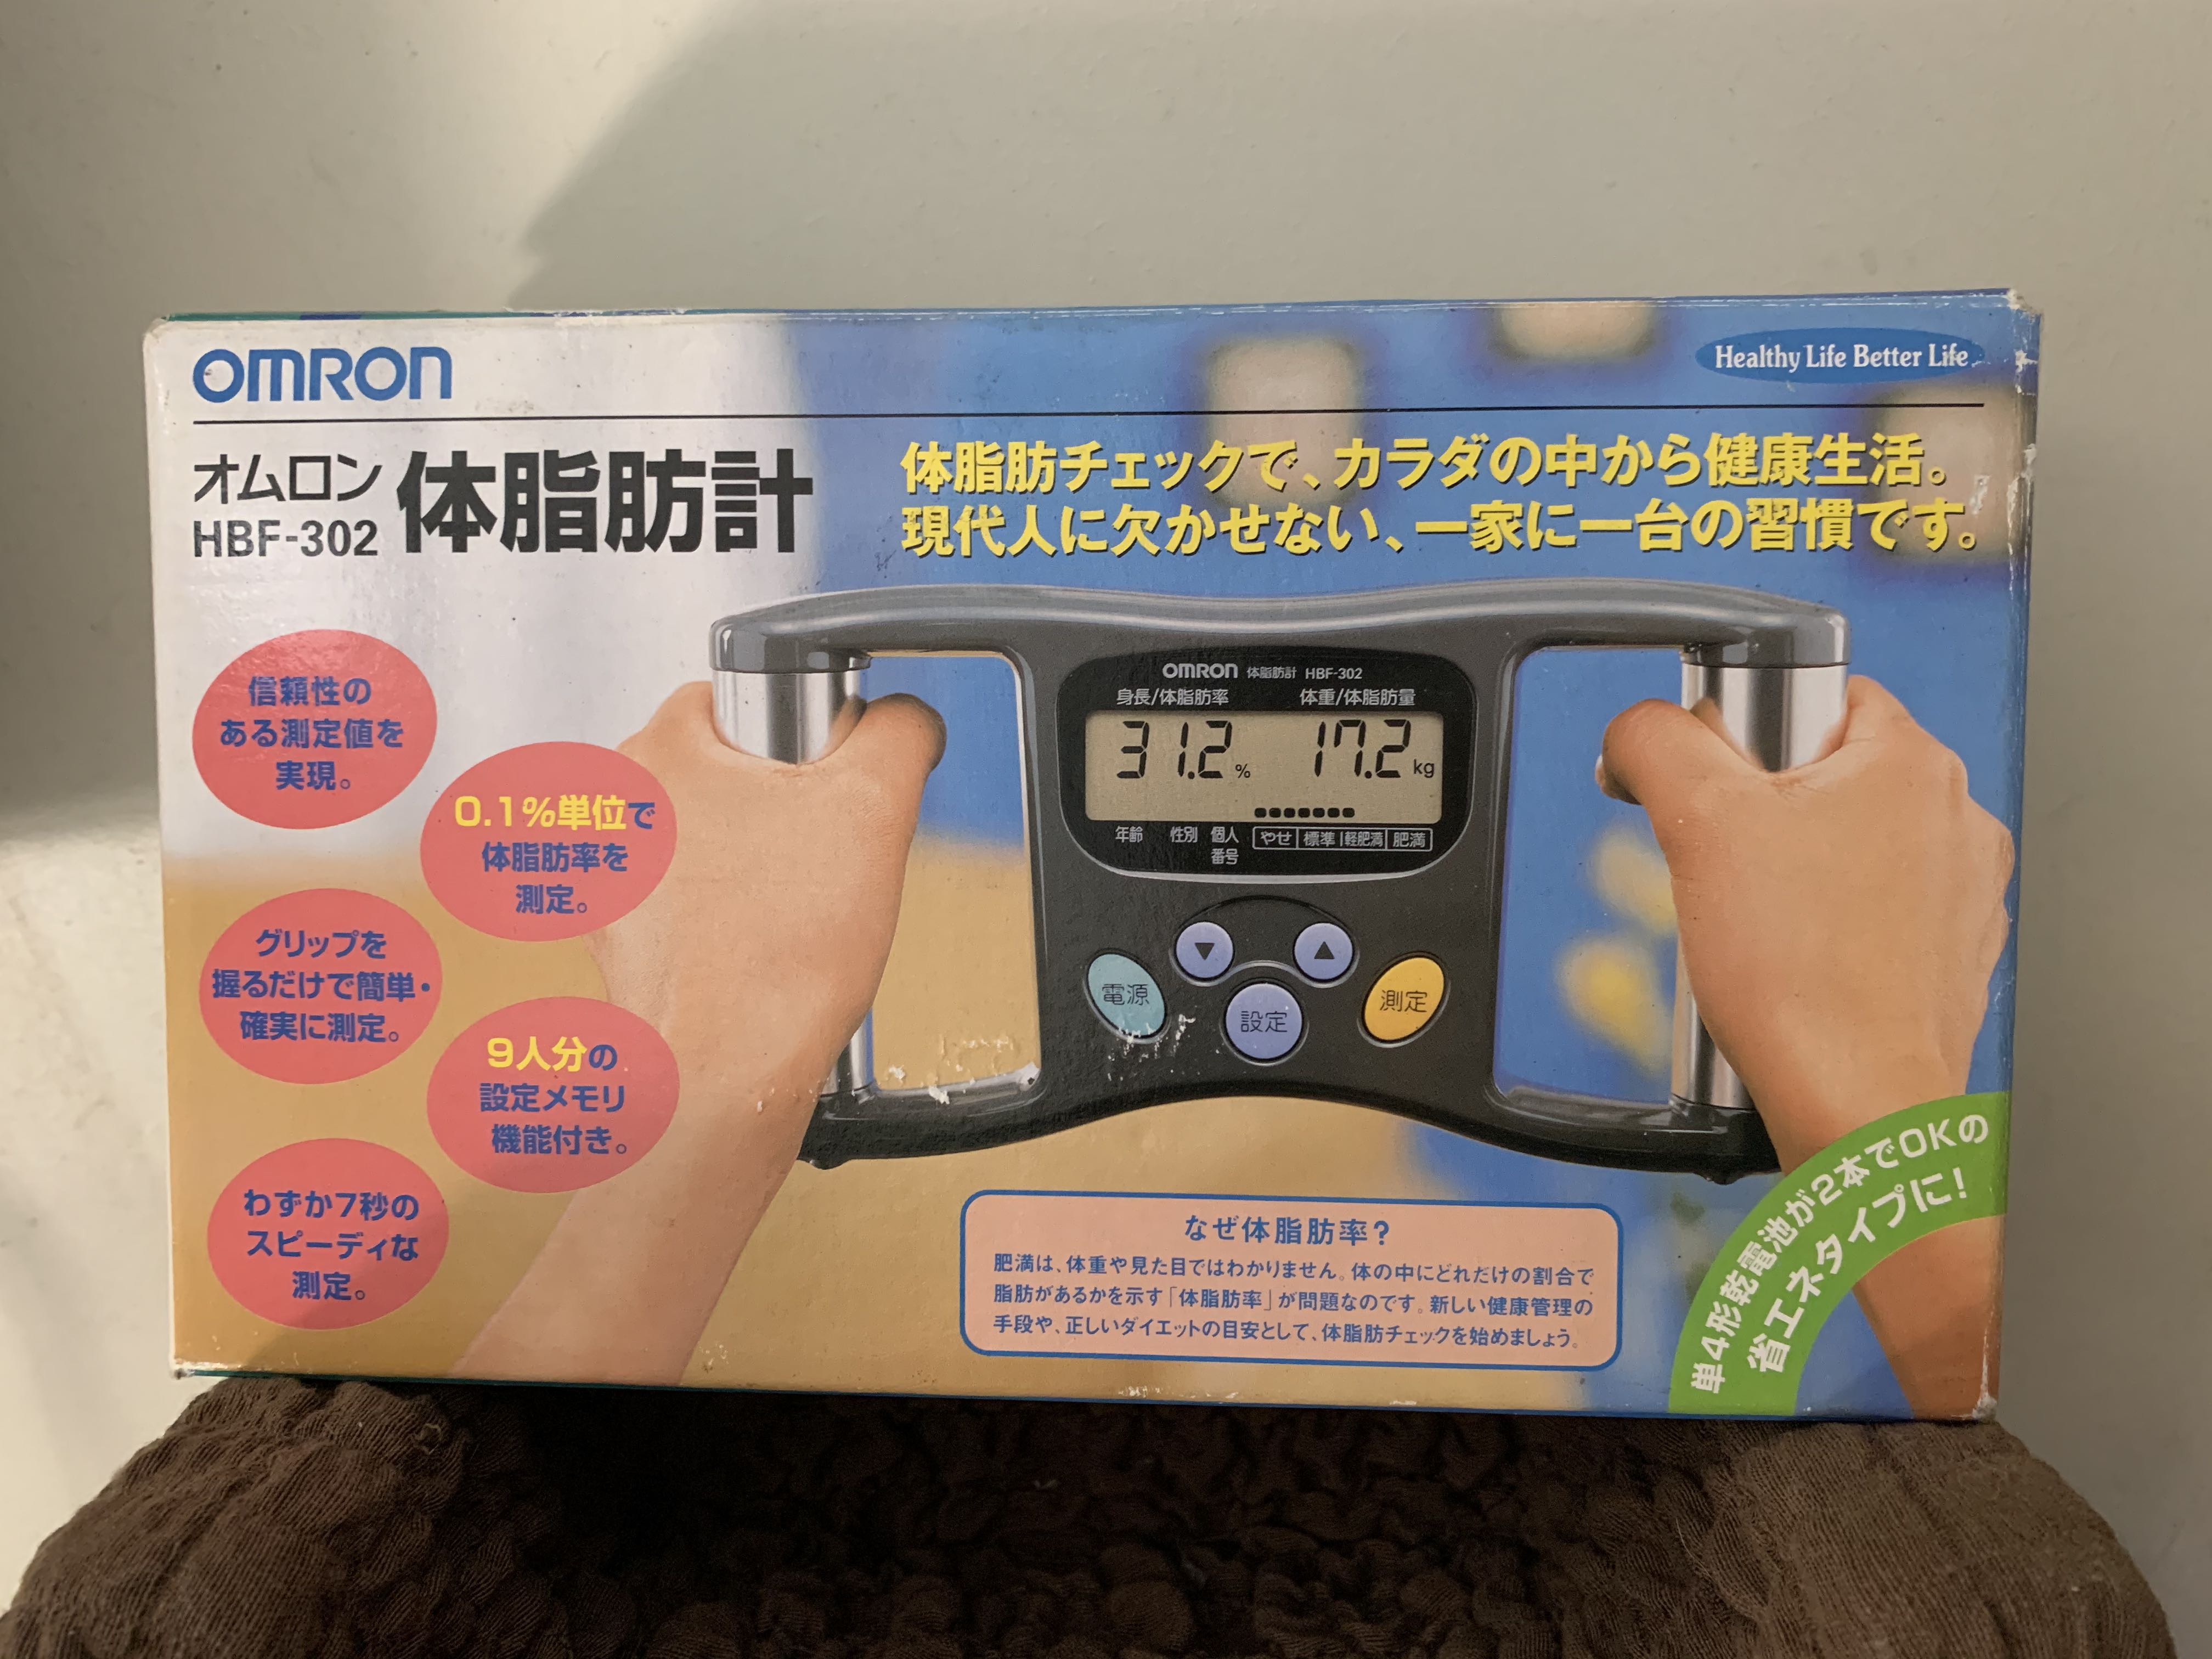 OMRON
Healthy Life Better Life
オムロン
HBF-302
体脂肪計
体脂肪チェックで、カラダの中から健康生活。
現代人に欠かせない、一家に一台の習慣です。
信頼性の
ある測定値を
実現。
0.1%単位で
体脂肪率を
測定。
グリップを
握るだけで簡単・
確実に測定。
9人分の
設定メモリ
機能付き。
わずか7秒の
スピーディな
測定。
OMRON 体脂肪計 HBF-302
身長/体脂肪率 体重/体脂肪量
31.2% 17.2kg
年齢 性別 個人 やせ 標準 軽肥満 肥満
番号
▼ ▲
電源 設定 測定
なぜ体脂肪率?
肥満は、体重や見た目ではわかりません。体の中にどれだけの割合で
脂肪があるかを示す「体脂肪率」が問題なのです。新しい健康管理の
手段や、正しいダイエットの目安として、体脂肪チェックを始めましょう。
単4形乾電池が2本でOKの
省エネタイプに!